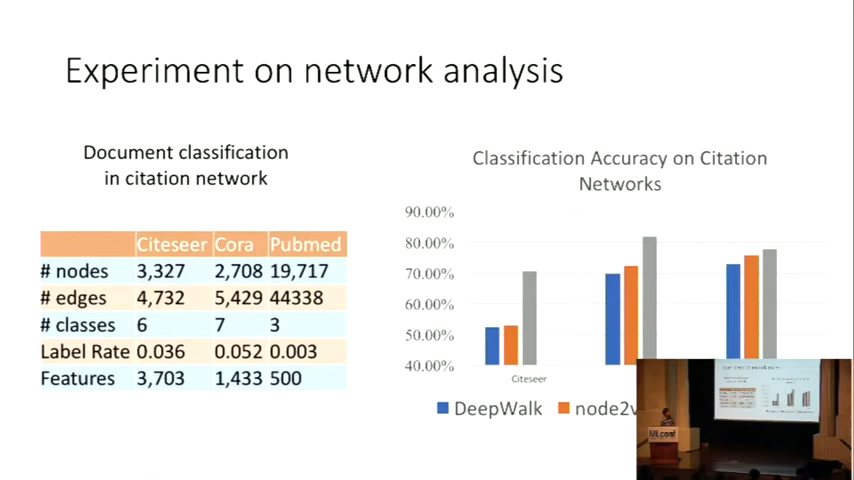 Experiment on network analysis
Document classification
in citation network
Classification Accuracy on Citation
Networks
Citeseer Cora Pubmed
# nodes 3,327 2,708 19,717
# edges 4,732 5,429 44338
# classes 6 7 3
Label Rate 0.036 0.052 0.003
Features 3,703 1,433 500
90.00%
80.00%
70.00%
60.00%
50.00%
40.00%
Citeseer
DeepWalk node2v
MLconf